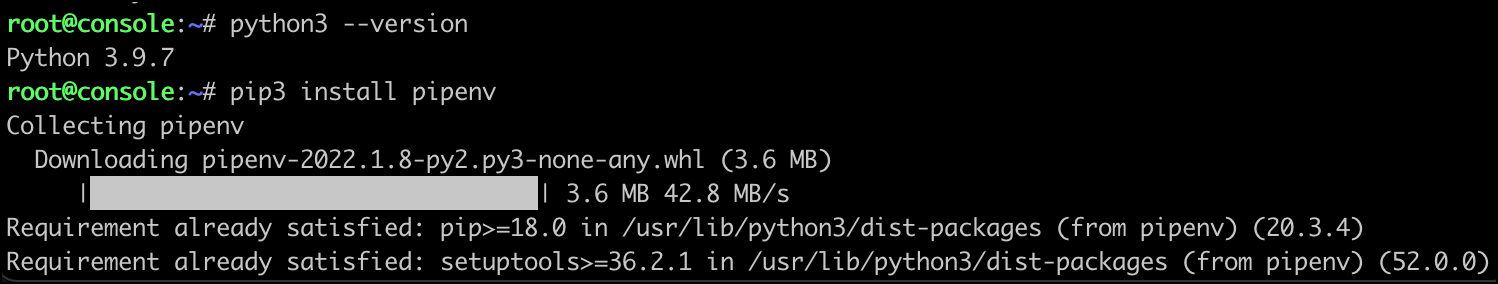 root@console:~# python3 --version
Python 3.9.7
root@console:~# pip3 install pipenv
Collecting pipenv
  Downloading pipenv-2022.1.8-py2.py3-none-any.whl (3.6 MB)
     |████████████████████████████████| 3.6 MB 42.8 MB/s
Requirement already satisfied: pip>=18.0 in /usr/lib/python3/dist-packages (from pipenv) (20.3.4)
Requirement already satisfied: setuptools>=36.2.1 in /usr/lib/python3/dist-packages (from pipenv) (52.0.0)